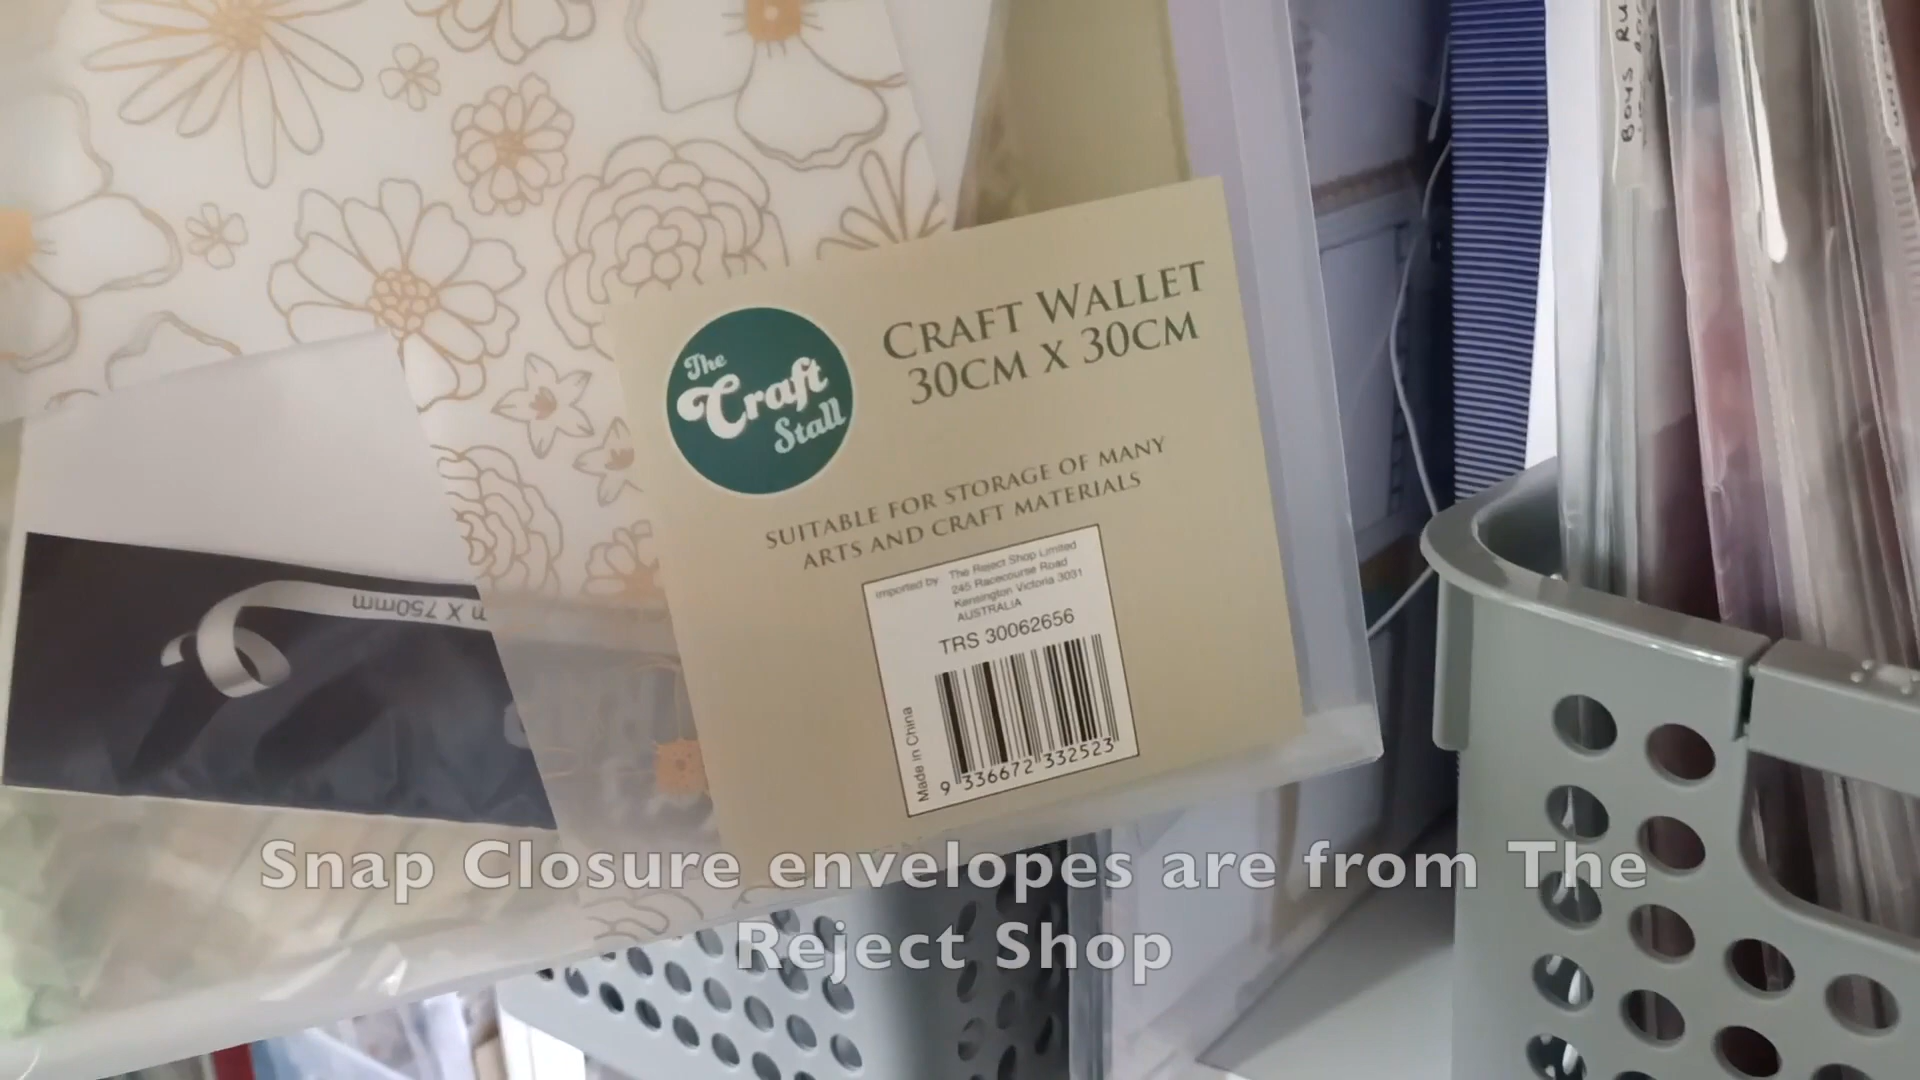 Boys Ru
The
Craft
Stall
CRAFT WALLET
30CM X 30CM
SUITABLE FOR STORAGE OF MANY
ARTS AND CRAFT MATERIALS
Imported by: The Reject Shop Limited
245 Racecourse Road
Kensington Victoria 3031
AUSTRALIA
TRS 30062656
Made in China
9 336672 332523
m X 750mm
Snap Closure envelopes are from The
Reject Shop